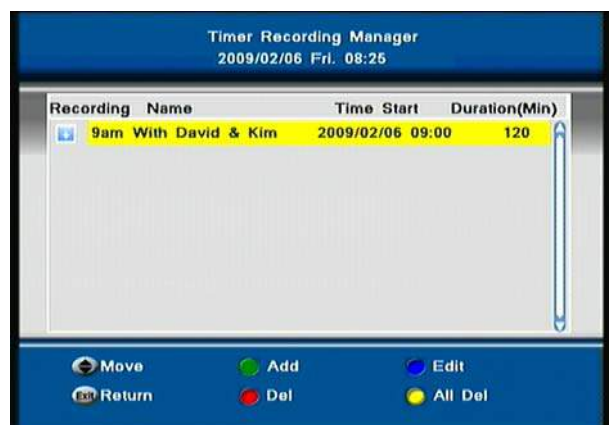 Timer Recording Manager
2009/02/06 Fri. 08:25
Recording Name Time Start Duration(Min)
9am With David & Kim 2009/02/06 09:00 120
Move Add Edit
Exit Return Del All Del